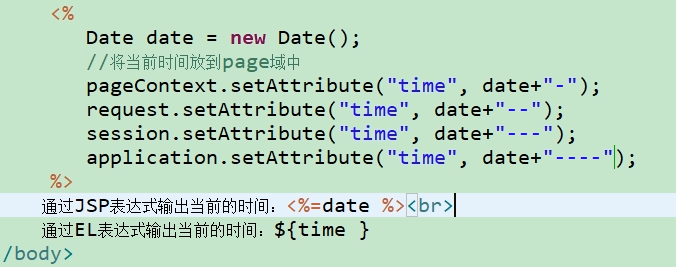 <%
Date date = new Date();
//将当前时间放到page域中
pageContext.setAttribute("time", date+"-");
request.setAttribute("time", date+"--");
session.setAttribute("time", date+"---");
application.setAttribute("time", date+"----");
%>
通过JSP表达式输出当前的时间：<%=date %><br>
通过EL表达式输出当前的时间：${time }
/body>